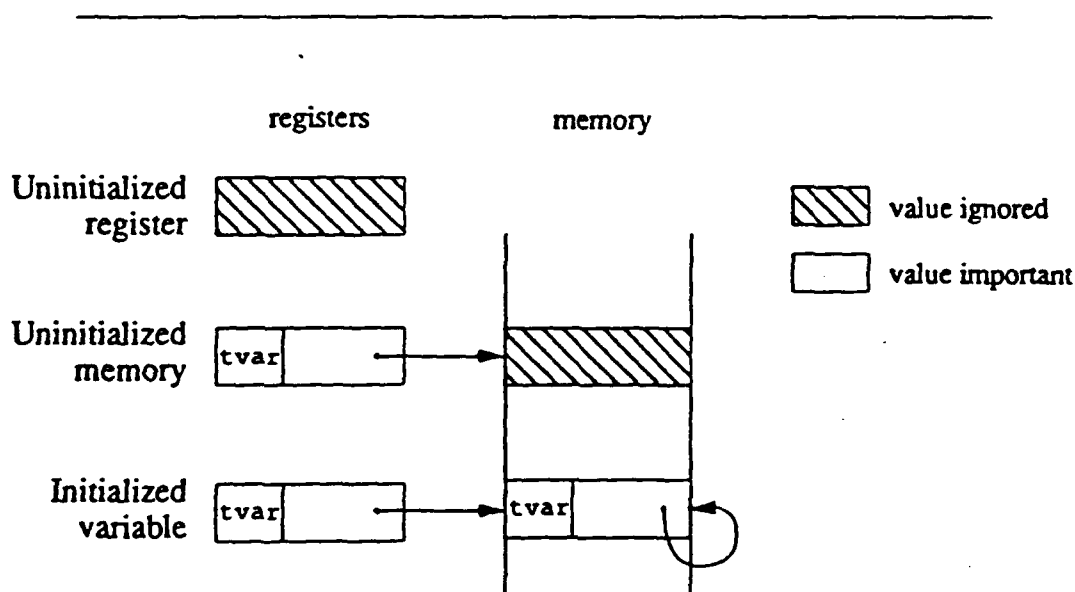 registers
memory
Uninitialized
register
value ignored
value important
Uninitialized
memory
tvar
Initialized
variable
tvar
tvar